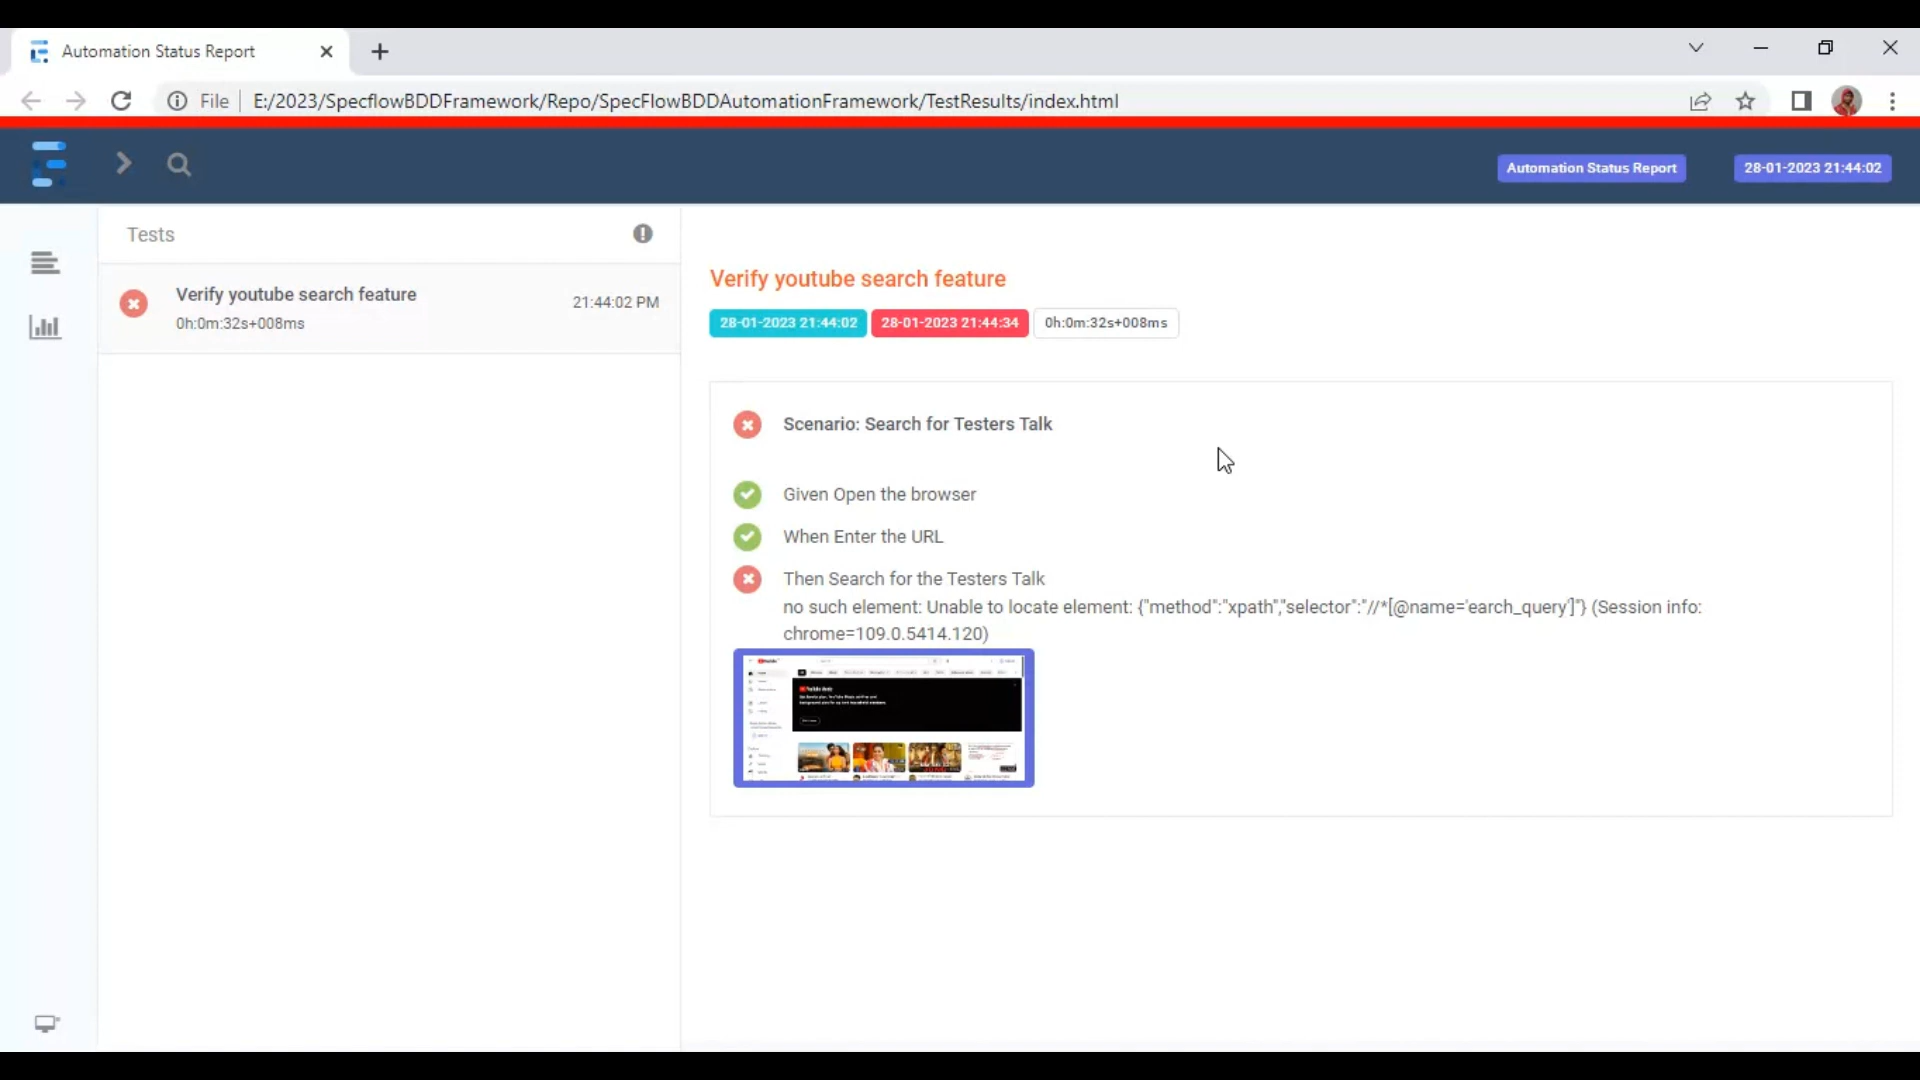 Automation Status Report
File
E:/2023/SpecflowBDDFramework/Repo/SpecFlowBDDAutomationFramework/TestResults/index.html
Automation Status Report
28-01-2023 21:44:02
Tests
Verify youtube search feature
0h:0m:32s+008ms
21:44:02 PM
Verify youtube search feature
28-01-2023 21:44:02
28-01-2023 21:44:34
0h:0m:32s+008ms
Scenario: Search for Testers Talk
Given Open the browser
When Enter the URL
Then Search for the Testers Talk
no such element: Unable to locate element: {"method":"xpath","selector":"//*[@name='earch_query']"} (Session info:
chrome=109.0.5414.120)